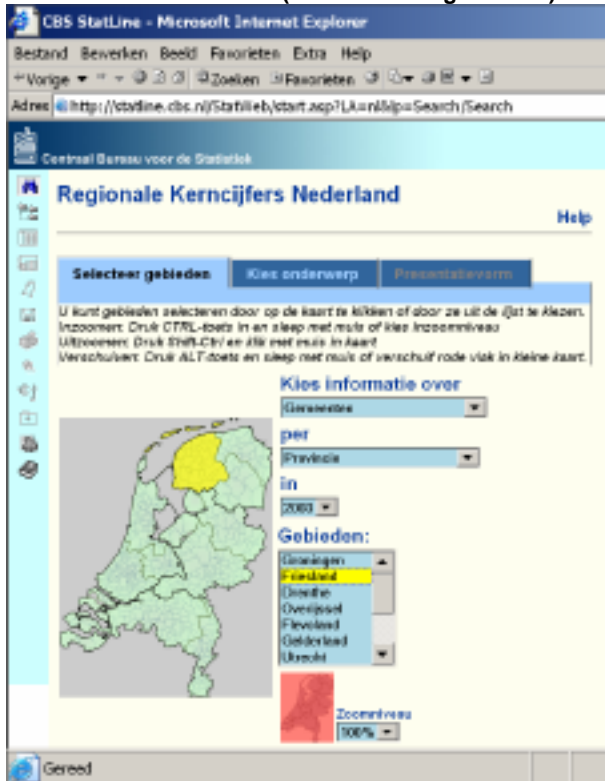 CBS StatLine - Microsoft Internet Explorer
Bestand Bewerken Beeld Favorieten Extra Help
Vorige Zoeken Favorieten
Adres http://statline.cbs.nl/StatWeb/start.asp?LA=nl&lp=Search/Search
Centraal Bureau voor de Statistiek
Regionale Kerncijfers Nederland
Help
Selecteer gebieden Kies onderwerp Presentatievorm
U kunt gebieden selecteren door op de kaart te klikken of door ze uit de lijst te kiezen.
Inzoomen: Druk CTRL-toets in en sleep met muis of kies inzoomniveau
Uitzoomen: Druk Shift-Ctrl en klik met muis in kaart
Verschuiven: Druk ALT-toets en sleep met muis of verschuif rode vlak in kleine kaart.
Kies informatie over
Gemeentes
per
Provincie
in
2003
Gebieden:
Groningen
Friesland
Drenthe
Overijssel
Flevoland
Gelderland
Utrecht
Zoomniveau
100%
Gereed